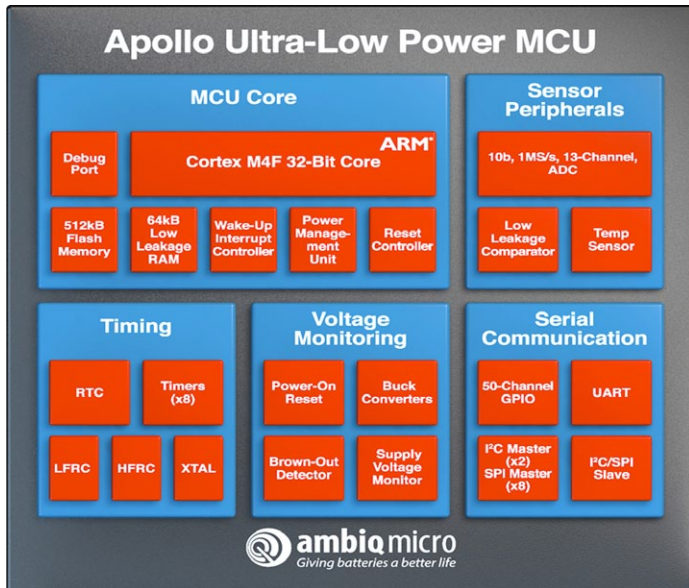 Apollo Ultra-Low Power MCU
MCU Core
Debug
Port
ARM®
Cortex M4F 32-Bit Core
512kB
Flash
Memory
64kB
Low
Leakage
RAM
Wake-Up
Interrupt
Controller
Power
Manage-
ment
Unit
Reset
Controller
Sensor
Peripherals
10b, 1MS/s, 13-Channel,
ADC
Low
Leakage
Comparator
Temp
Sensor
Timing
RTC
Timers
(x8)
LFRC
HFRC
XTAL
Voltage
Monitoring
Power-On
Reset
Buck
Converters
Brown-Out
Detector
Supply
Voltage
Monitor
Serial
Communication
50-Channel
GPIO
UART
I²C Master
(x2)
SPI Master
(x8)
I²C/SPI
Slave
ambiq micro
Giving batteries a better life